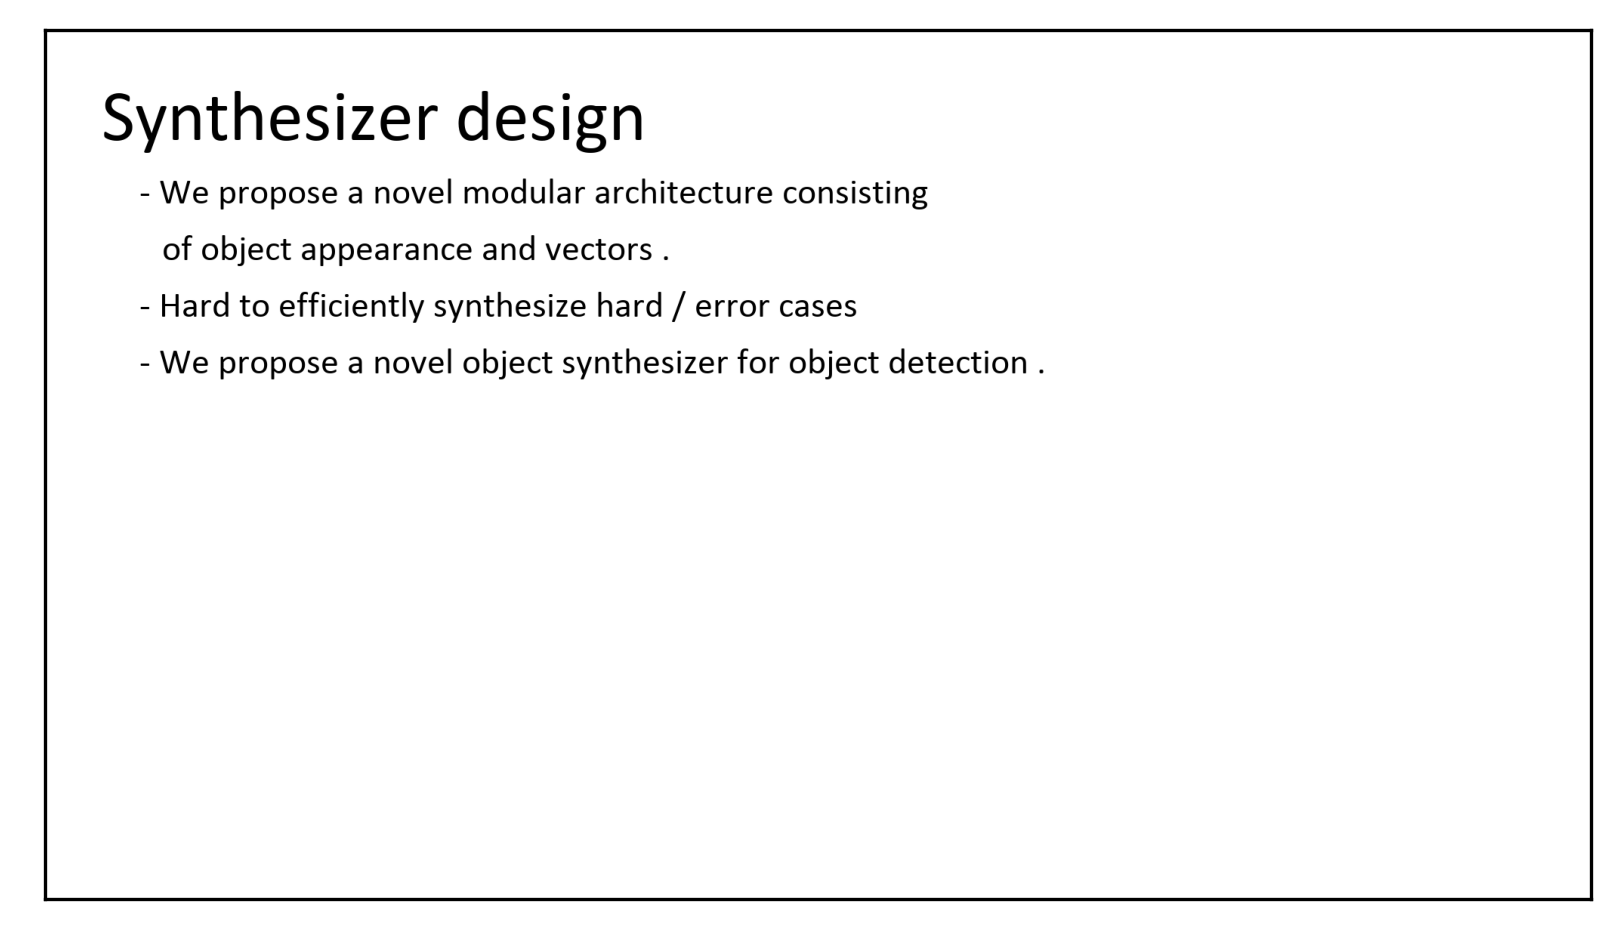 Synthesizer design
- We propose a novel modular architecture consisting
of object appearance and vectors .
- Hard to efficiently synthesize hard / error cases
- We propose a novel object synthesizer for object detection .